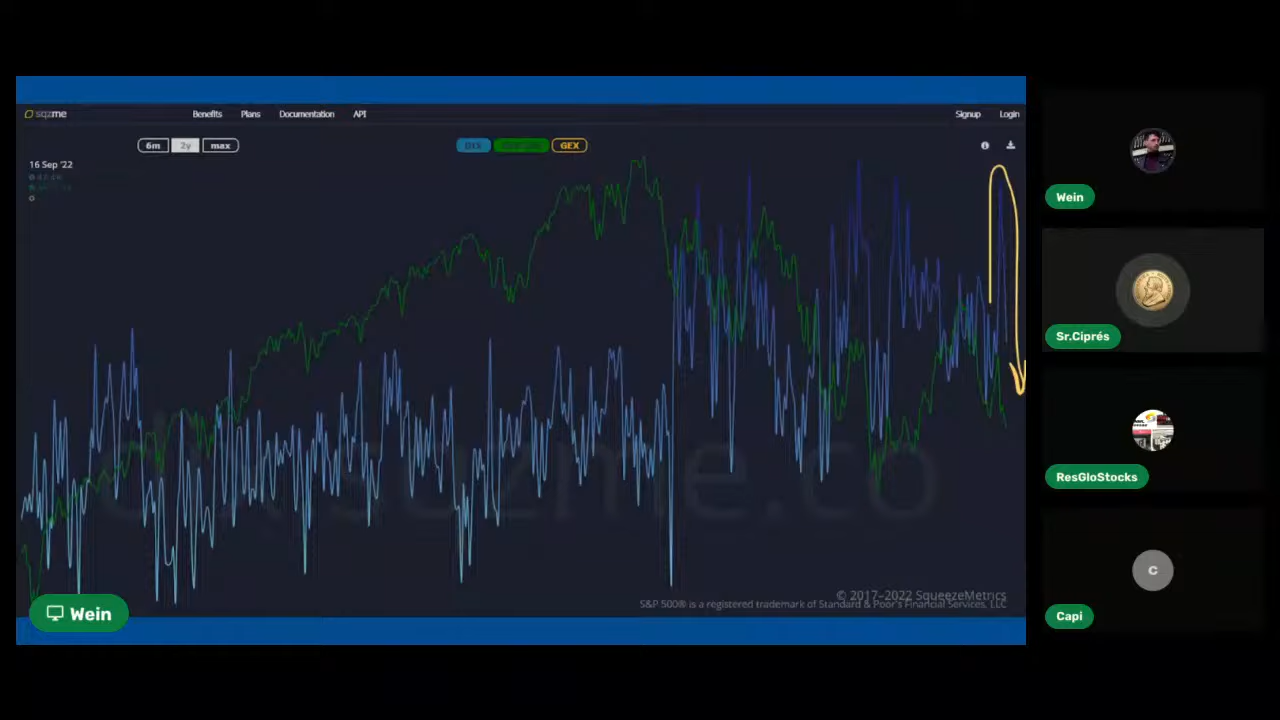 sqzme
Benefits
Plans
Documentation
API
Signup
Login
6m
2y
max
DIX
GEX
16 Sep '22
© 2017–2022 SqueezeMetrics
S&P 500® is a registered trademark of Standard & Poor's Financial Services, LLC
Wein
Wein
Sr.Ciprés
ResGloStocks
C
Capi